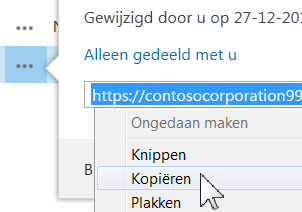 Gewijzigd door u op 27-12-201
Alleen gedeeld met u
https://contosocorporation99
Ongedaan maken
Knippen
Kopiëren
Plakken